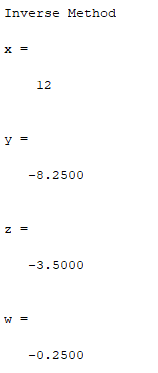 Inverse Method
x =
12
y =
-8.2500
z =
-3.5000
w =
-0.2500